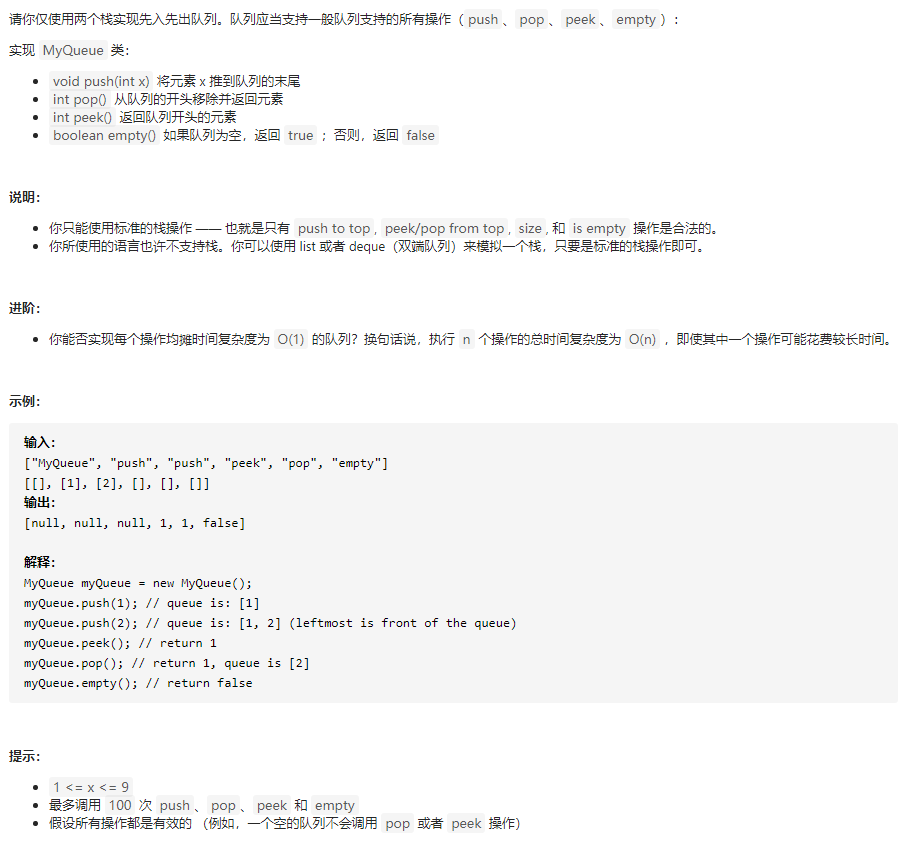 请你仅使用两个栈实现先入先出队列。队列应当支持一般队列支持的所有操作（ push 、 pop 、 peek 、 empty ）：
实现 MyQueue 类：
void push(int x) 将元素 x 推到队列的末尾
int pop() 从队列的开头移除并返回元素
int peek() 返回队列开头的元素
boolean empty() 如果队列为空，返回 true ；否则，返回 false
说明：
你只能使用标准的栈操作 —— 也就是只有 push to top , peek/pop from top , size , 和 is empty 操作是合法的。
你所使用的语言也许不支持栈。你可以使用 list 或者 deque（双端队列）来模拟一个栈，只要是标准的栈操作即可。
进阶：
你能否实现每个操作均摊时间复杂度为 O(1) 的队列？换句话说，执行 n 个操作的总时间复杂度为 O(n) ，即使其中一个操作可能花费较长时间。
示例：
输入：
["MyQueue", "push", "push", "peek", "pop", "empty"]
[[], [1], [2], [], [], []]
输出：
[null, null, null, 1, 1, false]
解释：
MyQueue myQueue = new MyQueue();
myQueue.push(1); // queue is: [1]
myQueue.push(2); // queue is: [1, 2] (leftmost is front of the queue)
myQueue.peek(); // return 1
myQueue.pop(); // return 1, queue is [2]
myQueue.empty(); // return false
提示：
1 <= x <= 9
最多调用 100 次 push 、 pop 、 peek 和 empty
假设所有操作都是有效的 （例如，一个空的队列不会调用 pop 或者 peek 操作）